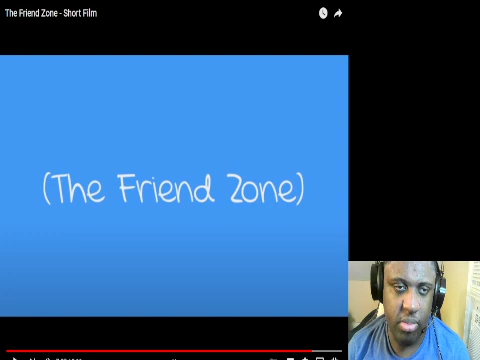 The Friend Zone - Short Film
(The Friend Zone)